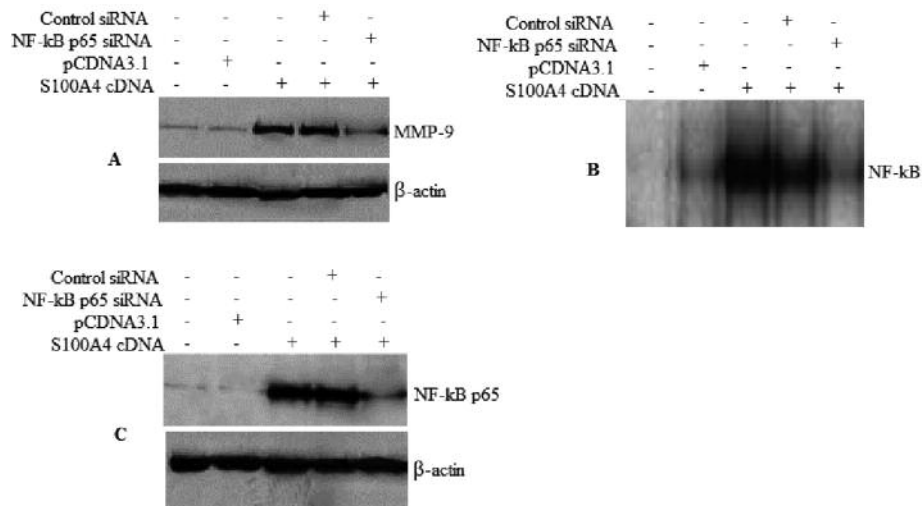 Control siRNA - - - + -
NF-kB p65 siRNA - - - - +
pCDNA3.1 - + - - -
S100A4 cDNA - - + + +
MMP-9
A
β-actin
Control siRNA - - - + -
NF-kB p65 siRNA - - - - +
pCDNA3.1 - + - - -
S100A4 cDNA - - + + +
B
NF-kB
Control siRNA - - - + -
NF-kB p65 siRNA - - - - +
pCDNA3.1 - + - - -
S100A4 cDNA - - + + +
NF-kB p65
C
β-actin